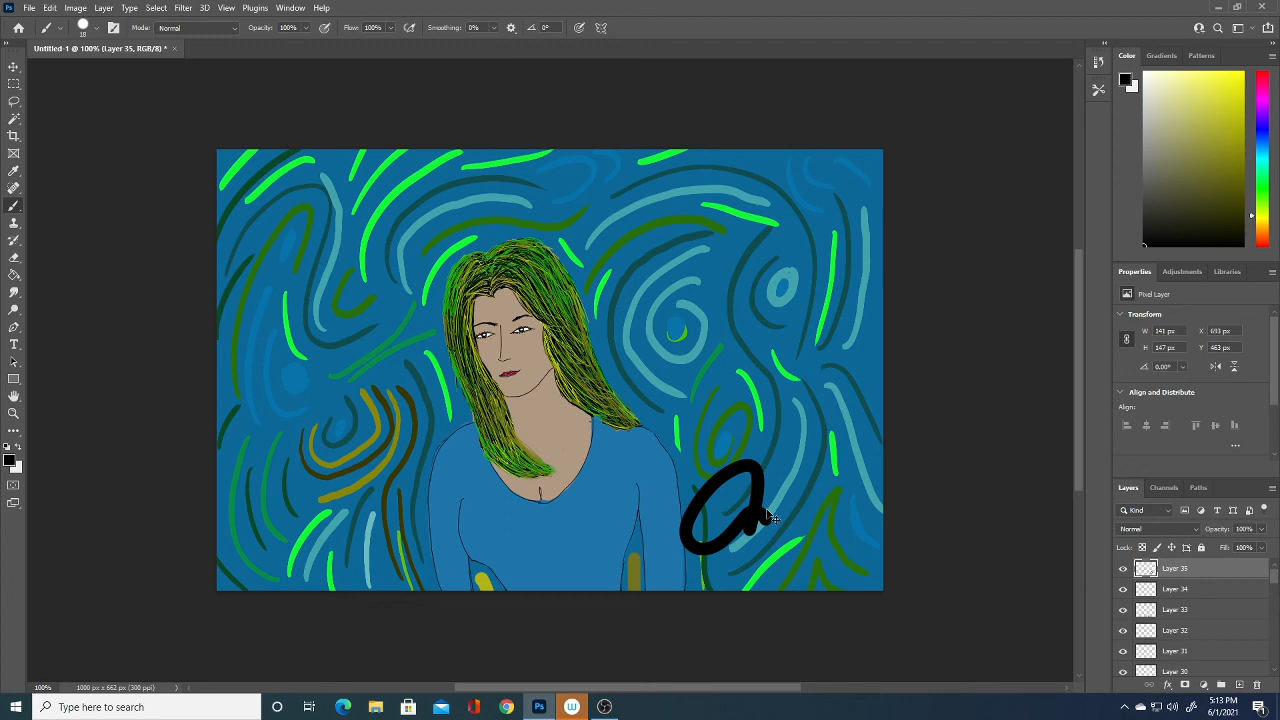 Ps File Edit Image Layer Type Select Filter 3D View Plugins Window Help
18 Mode: Normal Opacity: 100% Flow: 100% Smoothing: 0% 0°
Untitled-1 @ 100% (Layer 35, RGB/8) * ×
Color Gradients Patterns
Properties Adjustments Libraries
Pixel Layer
Transform
W 141 px X 693 px
H 147 px Y 463 px
0.00°
Align and Distribute
Align:
Layers Channels Paths
Kind
Normal Opacity: 100%
Lock: Fill: 100%
Layer 35
Layer 34
Layer 33
Layer 32
Layer 31
Layer 30
a
100% 1000 px x 662 px (300 ppi)
Type here to search
Ps W
5:13 PM
6/1/2021